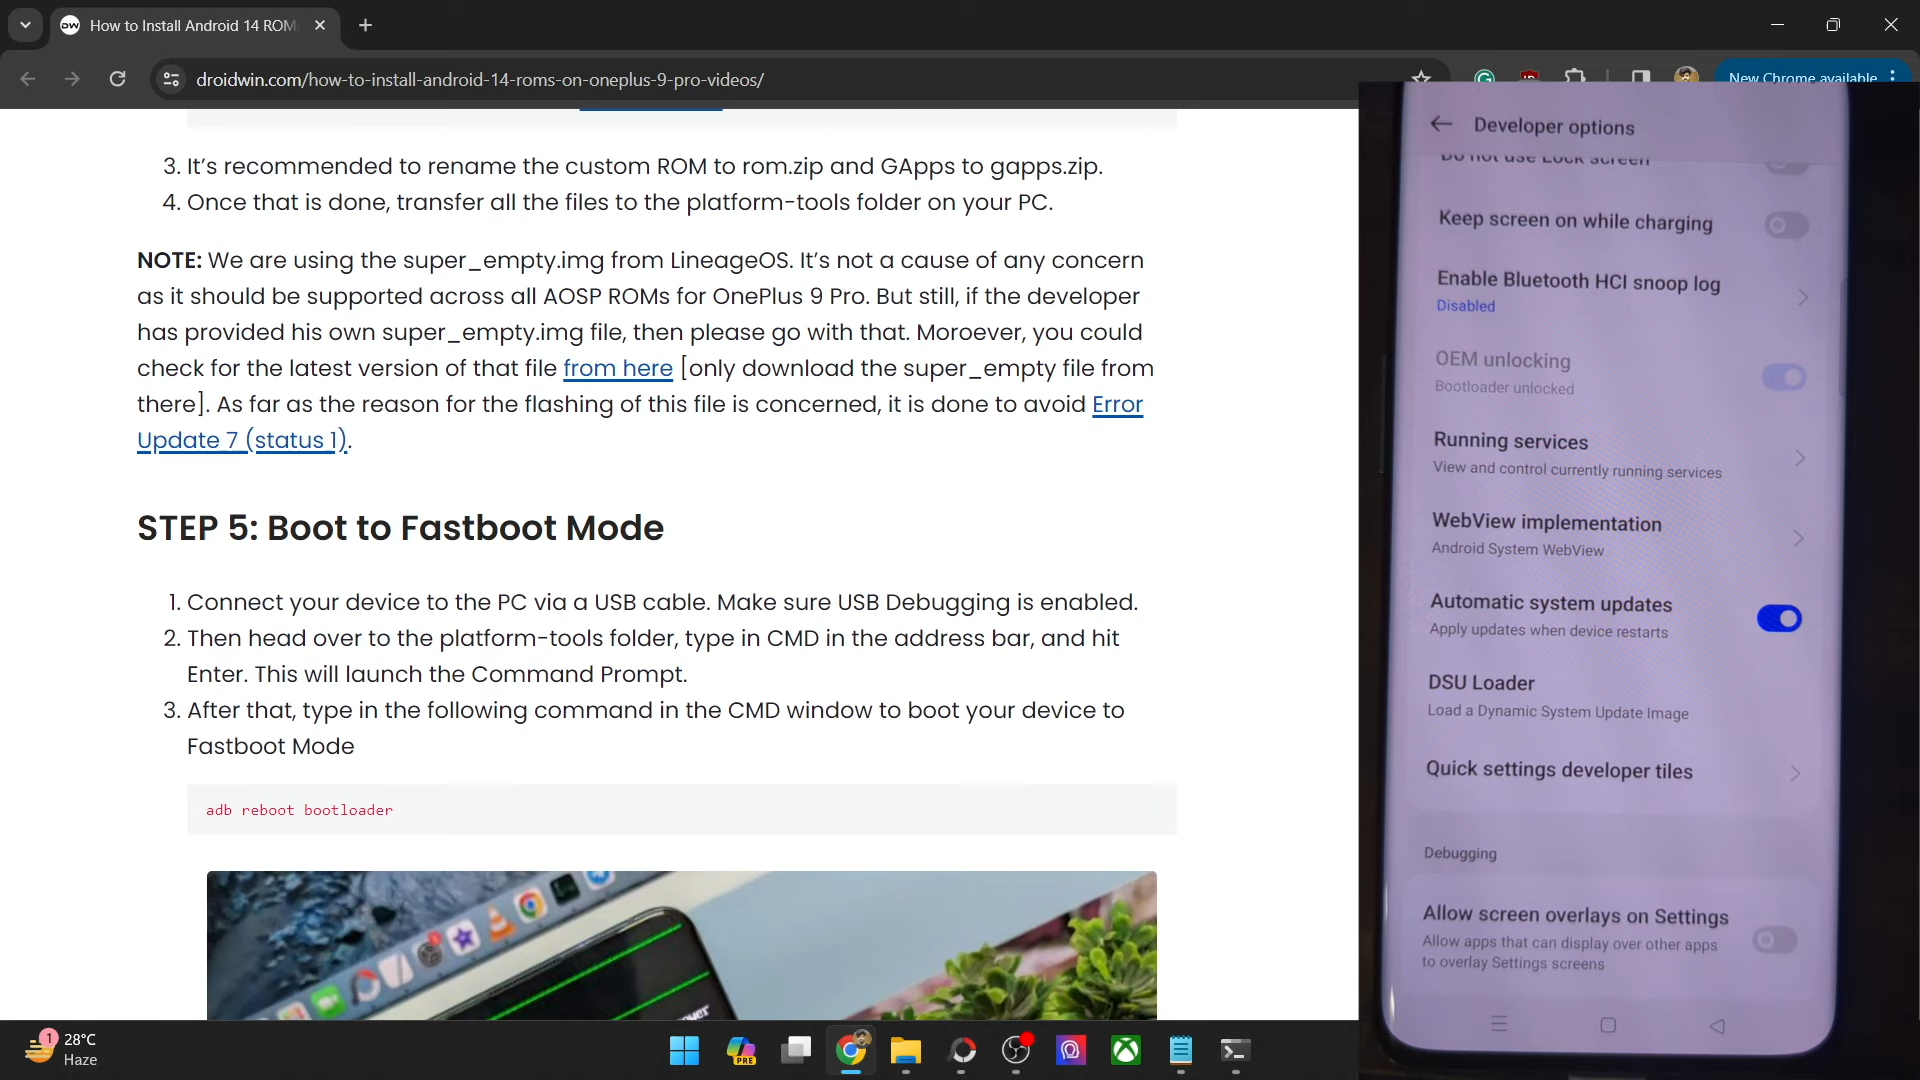 How to Install Android 14 ROM
droidwin.com/how-to-install-android-14-roms-on-oneplus-9-pro-videos/
New Chrome available
3. It's recommended to rename the custom ROM to rom.zip and GApps to gapps.zip.
4. Once that is done, transfer all the files to the platform-tools folder on your PC.
NOTE: We are using the super_empty.img from LineageOS. It's not a cause of any concern
as it should be supported across all AOSP ROMs for OnePlus 9 Pro. But still, if the developer
has provided his own super_empty.img file, then please go with that. Moroever, you could
check for the latest version of that file from here [only download the super_empty file from
there]. As far as the reason for the flashing of this file is concerned, it is done to avoid Error
Update 7 (status 1).
STEP 5: Boot to Fastboot Mode
1. Connect your device to the PC via a USB cable. Make sure USB Debugging is enabled.
2. Then head over to the platform-tools folder, type in CMD in the address bar, and hit
Enter. This will launch the Command Prompt.
3. After that, type in the following command in the CMD window to boot your device to
Fastboot Mode
adb reboot bootloader
Developer options
Do not use Lock screen
Keep screen on while charging
Enable Bluetooth HCI snoop log
Disabled
OEM unlocking
Bootloader unlocked
Running services
View and control currently running services
WebView implementation
Android System WebView
Automatic system updates
Apply updates when device restarts
DSU Loader
Load a Dynamic System Update Image
Quick settings developer tiles
Debugging
Allow screen overlays on Settings
Allow apps that can display over other apps
to overlay Settings screens
1
28°C
Haze
PRE